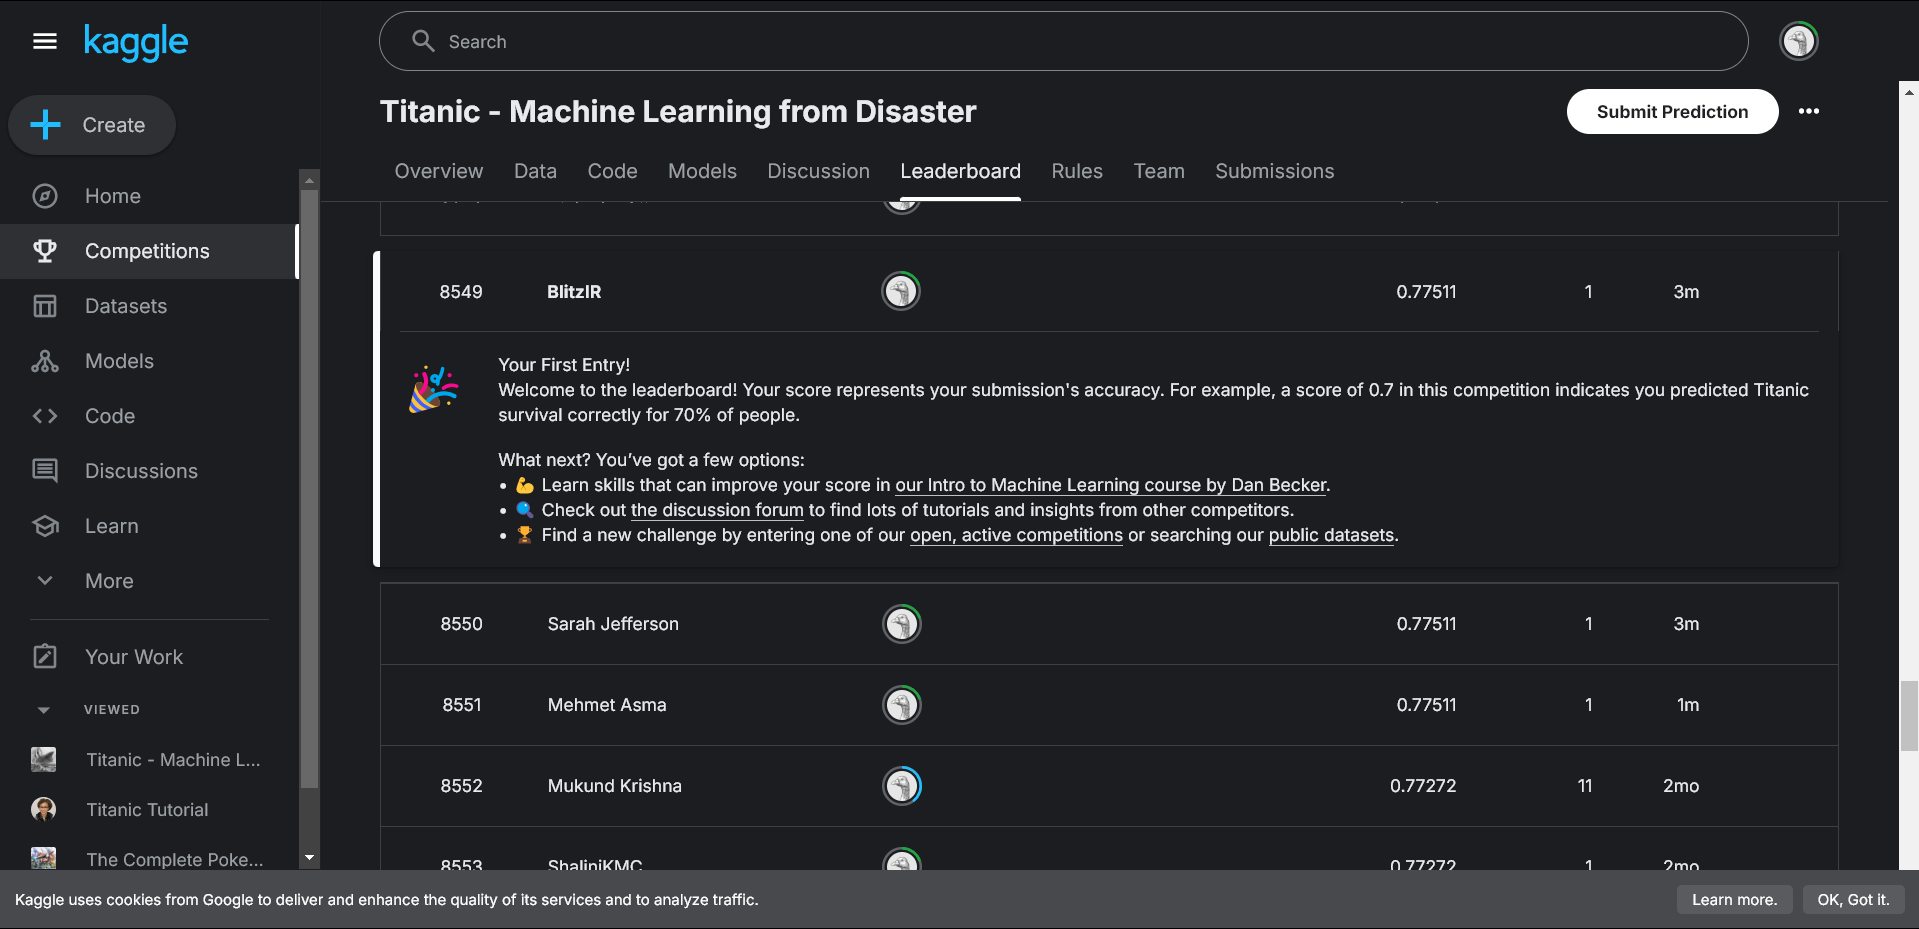 kaggle
Search
Create
Titanic - Machine Learning from Disaster
Submit Prediction
Overview Data Code Models Discussion Leaderboard Rules Team Submissions
Home
Competitions
Datasets
Models
Code
Discussions
Learn
More
Your Work
VIEWED
Titanic - Machine L...
Titanic Tutorial
The Complete Poke...
8549 BlitzIR 0.77511 1 3m
Your First Entry!
Welcome to the leaderboard! Your score represents your submission's accuracy. For example, a score of 0.7 in this competition indicates you predicted Titanic
survival correctly for 70% of people.
What next? You’ve got a few options:
• 💪 Learn skills that can improve your score in our Intro to Machine Learning course by Dan Becker.
• 🔍 Check out the discussion forum to find lots of tutorials and insights from other competitors.
• 🏆 Find a new challenge by entering one of our open, active competitions or searching our public datasets.
8550 Sarah Jefferson 0.77511 1 3m
8551 Mehmet Asma 0.77511 1 1m
8552 Mukund Krishna 0.77272 11 2mo
8553 ShaliniKMC 0.77272 1 2mo
Kaggle uses cookies from Google to deliver and enhance the quality of its services and to analyze traffic.
Learn more.
OK, Got it.